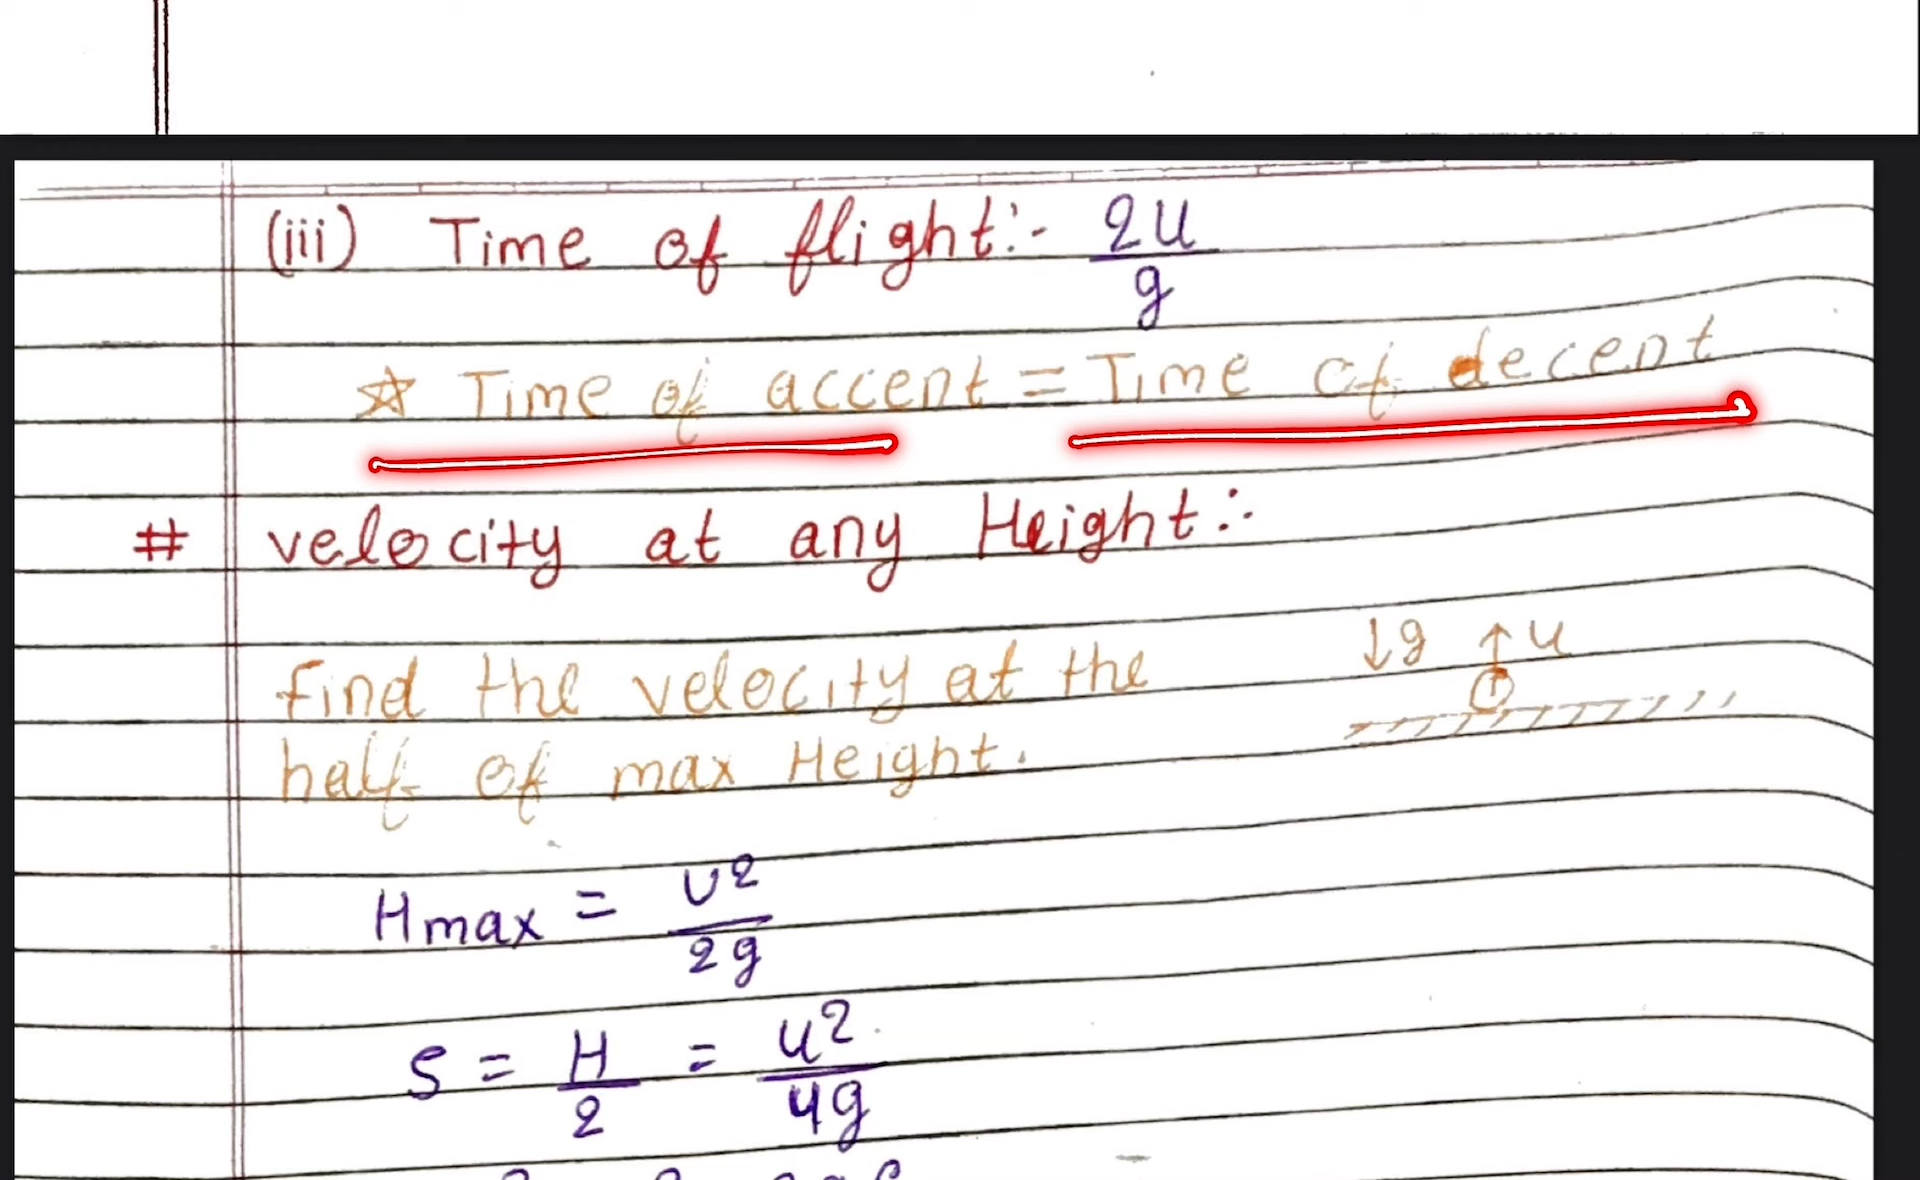 (iii) Time of flight:- 2u/g
☆ Time of accent = Time of decent
# velocity at any Height:-
find the velocity at the
half of max Height.
↓g ↑u
Hmax = u2/2g
S = H/2 = u2/4g